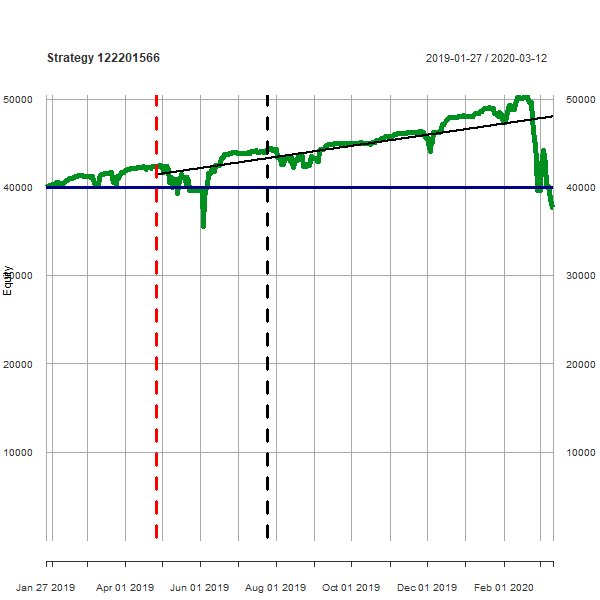 Strategy 122201566
2019-01-27 / 2020-03-12
50000
50000
40000
40000
Equity
30000
30000
20000
20000
10000
10000
Jan 27 2019
Apr 01 2019
Jun 01 2019
Aug 01 2019
Oct 01 2019
Dec 01 2019
Feb 01 2020